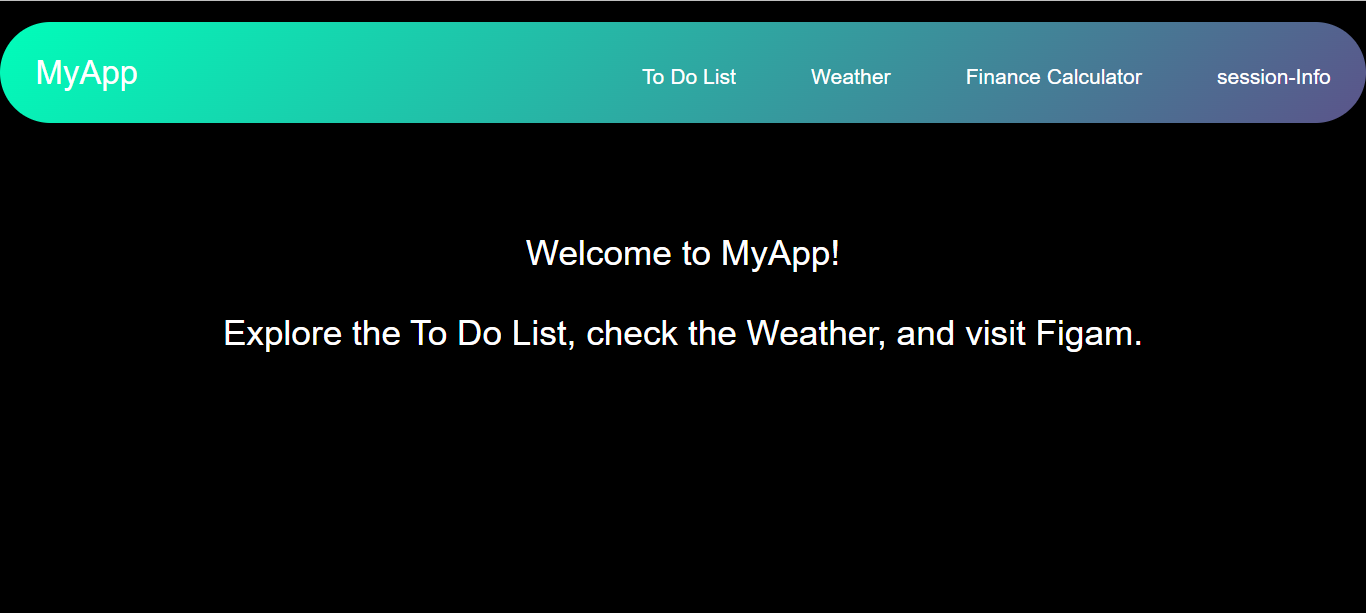 MyApp To Do List Weather Finance Calculator session-Info
Welcome to MyApp!
Explore the To Do List, check the Weather, and visit Figam.